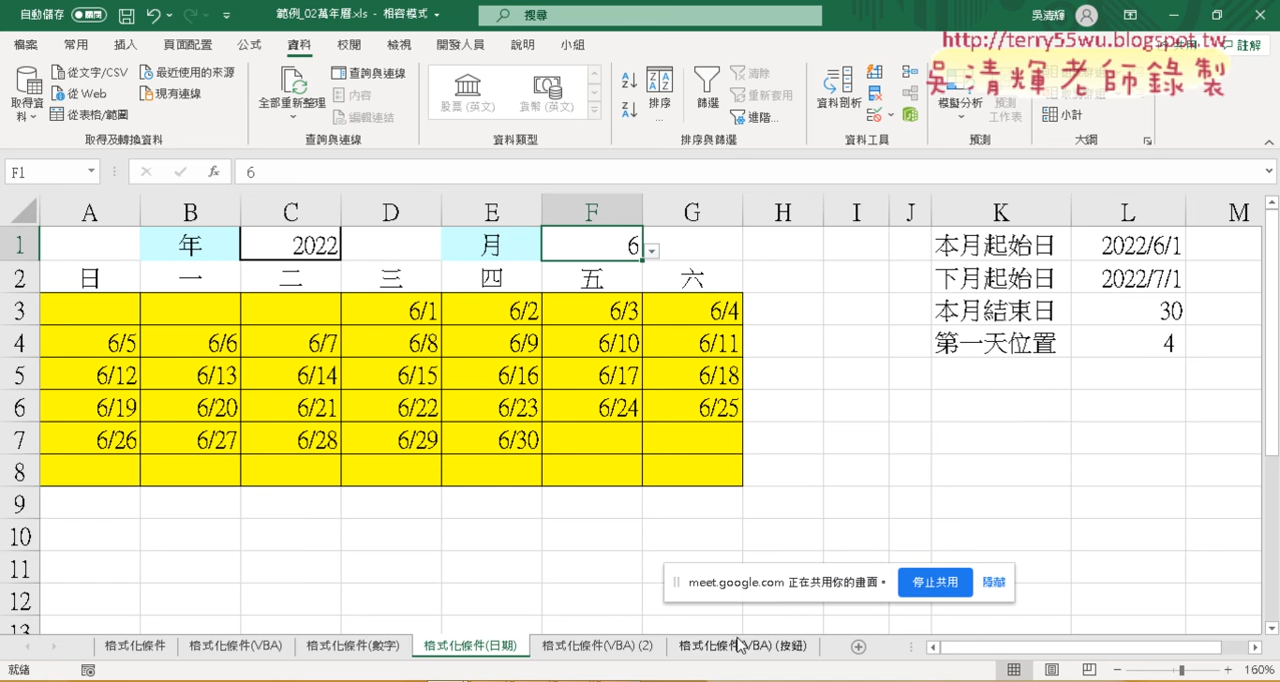 自動儲存
範例_02萬年曆.xls - 相容模式
搜尋
吳清輝
檔案 常用 插入 頁面配置 公式 資料 校閱 檢視 開發人員 說明 小組
共用 註解
http://terry55wu.blogspot.tw
吳清輝老師錄製
取得資料 從文字/CSV 從 Web 從表格/範圍 最近使用的來源 現有連線
全部重新整理 查詢與連線 內容 編輯連結
股票 (英文) 貨幣 (英文)
排序 篩選 清除 重新套用 進階...
資料剖析 模擬分析 預測工作表 小計
取得及轉換資料 查詢與連線 資料類型 排序與篩選 資料工具 預測 大綱
F1 fx 6
A B C D E F G H I J K L M
1 年 2022 月 6 本月起始日 2022/6/1
2 日 一 二 三 四 五 六 下月起始日 2022/7/1
3 6/1 6/2 6/3 6/4 本月結束日 30
4 6/5 6/6 6/7 6/8 6/9 6/10 6/11 第一天位置 4
5 6/12 6/13 6/14 6/15 6/16 6/17 6/18
6 6/19 6/20 6/21 6/22 6/23 6/24 6/25
7 6/26 6/27 6/28 6/29 6/30
8
9
10
11
12
13
meet.google.com 正在共用你的畫面。 停止共用 隱藏
格式化條件 格式化條件(VBA) 格式化條件(數字) 格式化條件(日期) 格式化條件(VBA) (2) 格式化條件(VBA) (按鈕)
就緒 160%